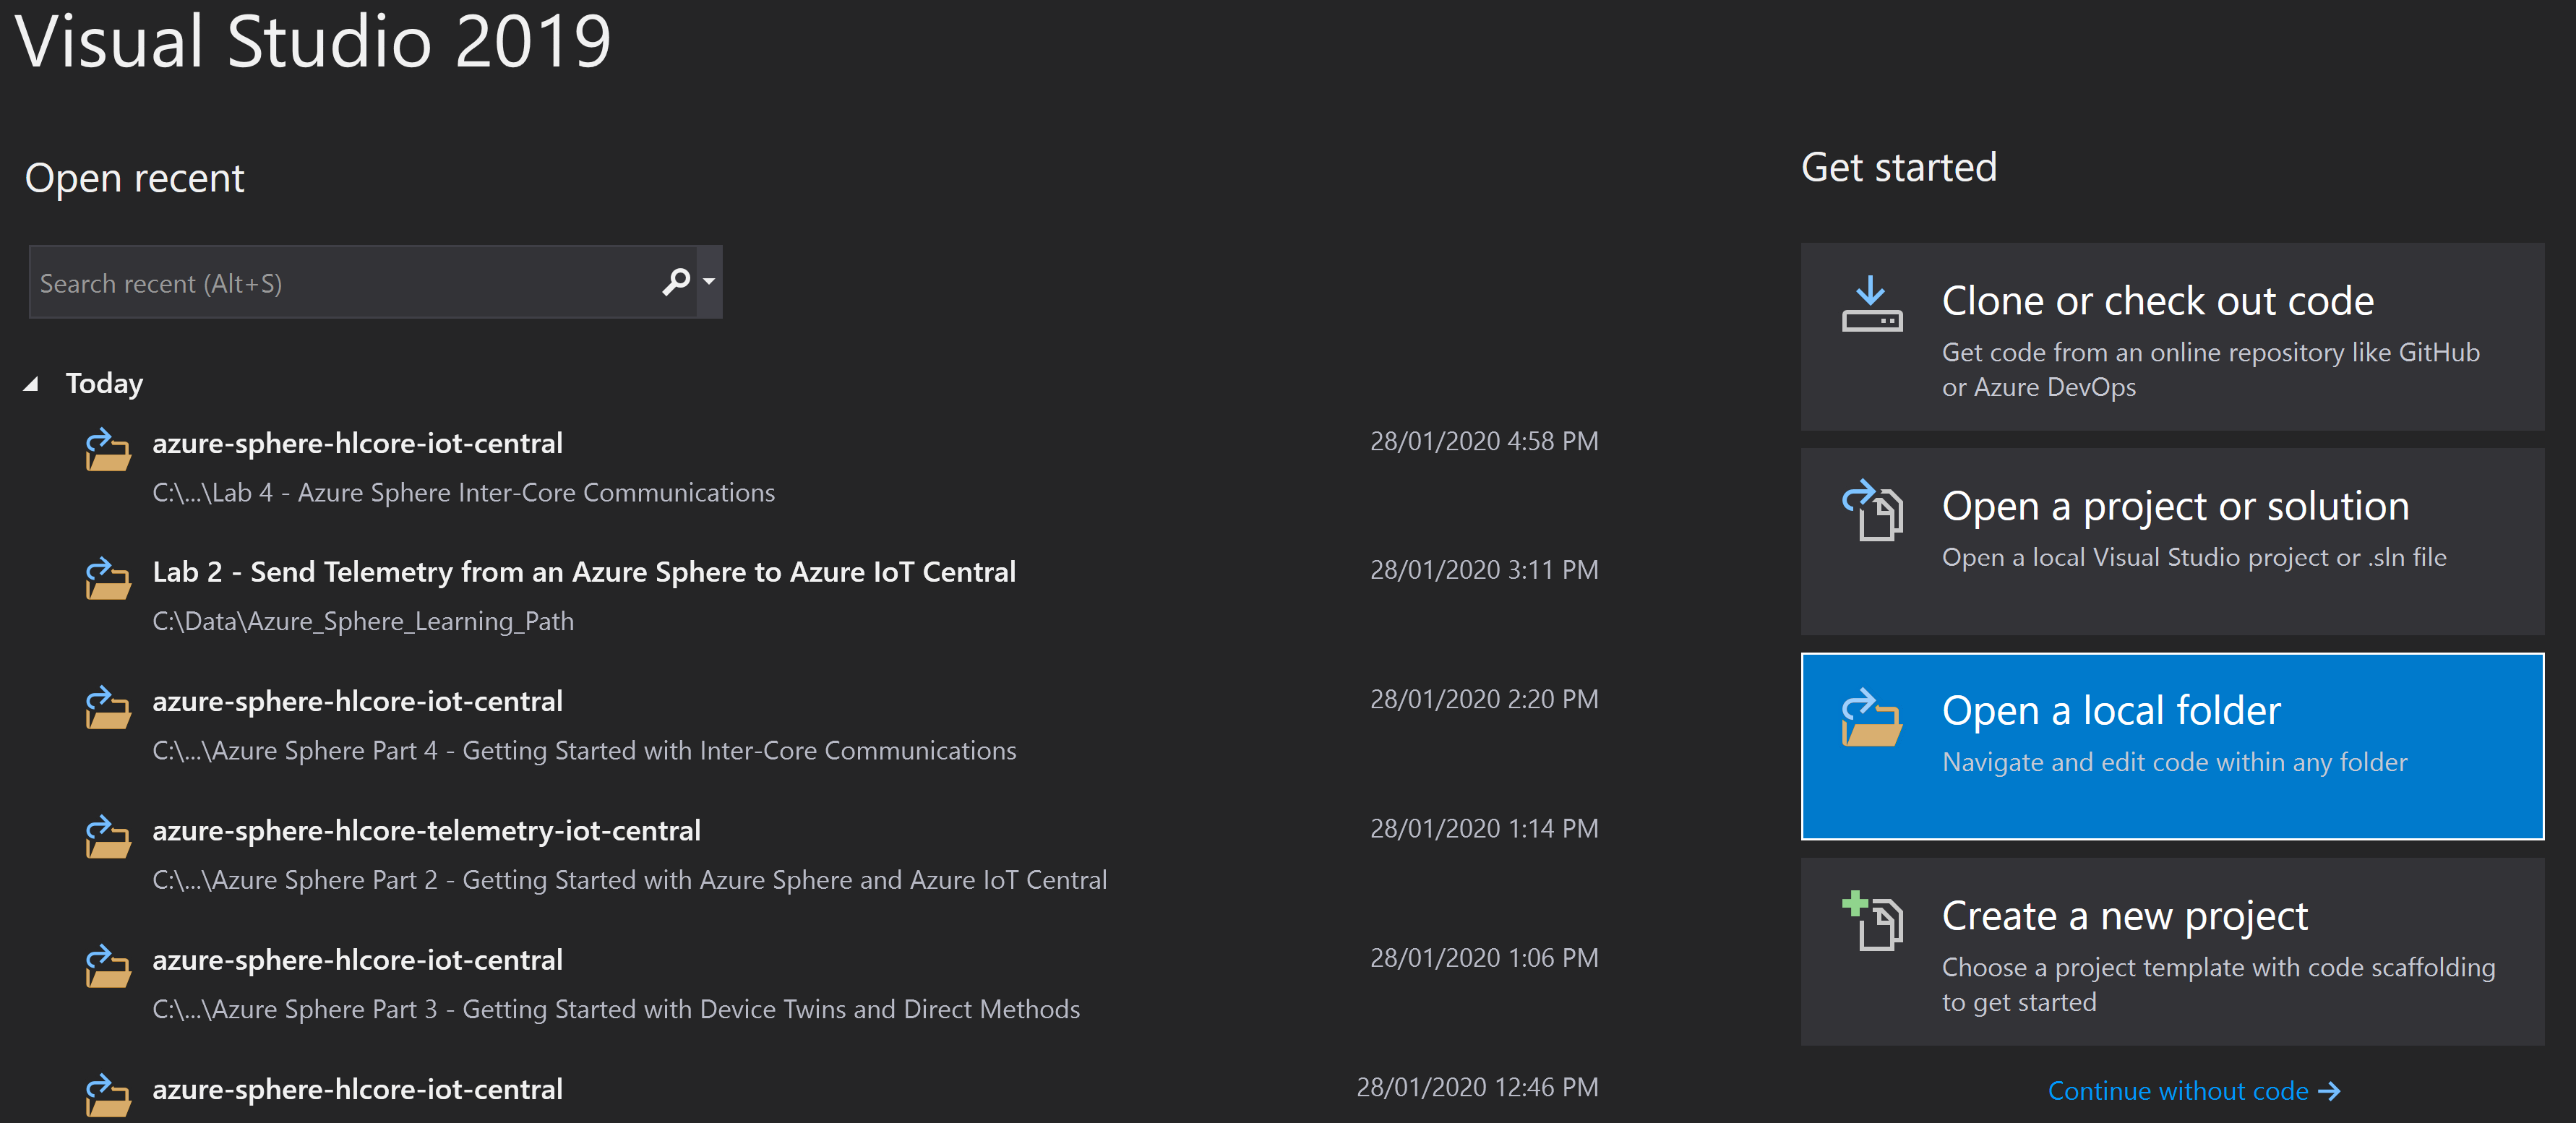 Visual Studio 2019
Open recent
Search recent (Alt+S)
Today
azure-sphere-hlcore-iot-central
28/01/2020 4:58 PM
C:\...\Lab 4 - Azure Sphere Inter-Core Communications
Lab 2 - Send Telemetry from an Azure Sphere to Azure IoT Central
28/01/2020 3:11 PM
C:\Data\Azure_Sphere_Learning_Path
azure-sphere-hlcore-iot-central
28/01/2020 2:20 PM
C:\...\Azure Sphere Part 4 - Getting Started with Inter-Core Communications
azure-sphere-hlcore-telemetry-iot-central
28/01/2020 1:14 PM
C:\...\Azure Sphere Part 2 - Getting Started with Azure Sphere and Azure IoT Central
azure-sphere-hlcore-iot-central
28/01/2020 1:06 PM
C:\...\Azure Sphere Part 3 - Getting Started with Device Twins and Direct Methods
azure-sphere-hlcore-iot-central
28/01/2020 12:46 PM
Get started
Clone or check out code
Get code from an online repository like GitHub
or Azure DevOps
Open a project or solution
Open a local Visual Studio project or .sln file
Open a local folder
Navigate and edit code within any folder
Create a new project
Choose a project template with code scaffolding
to get started
Continue without code →